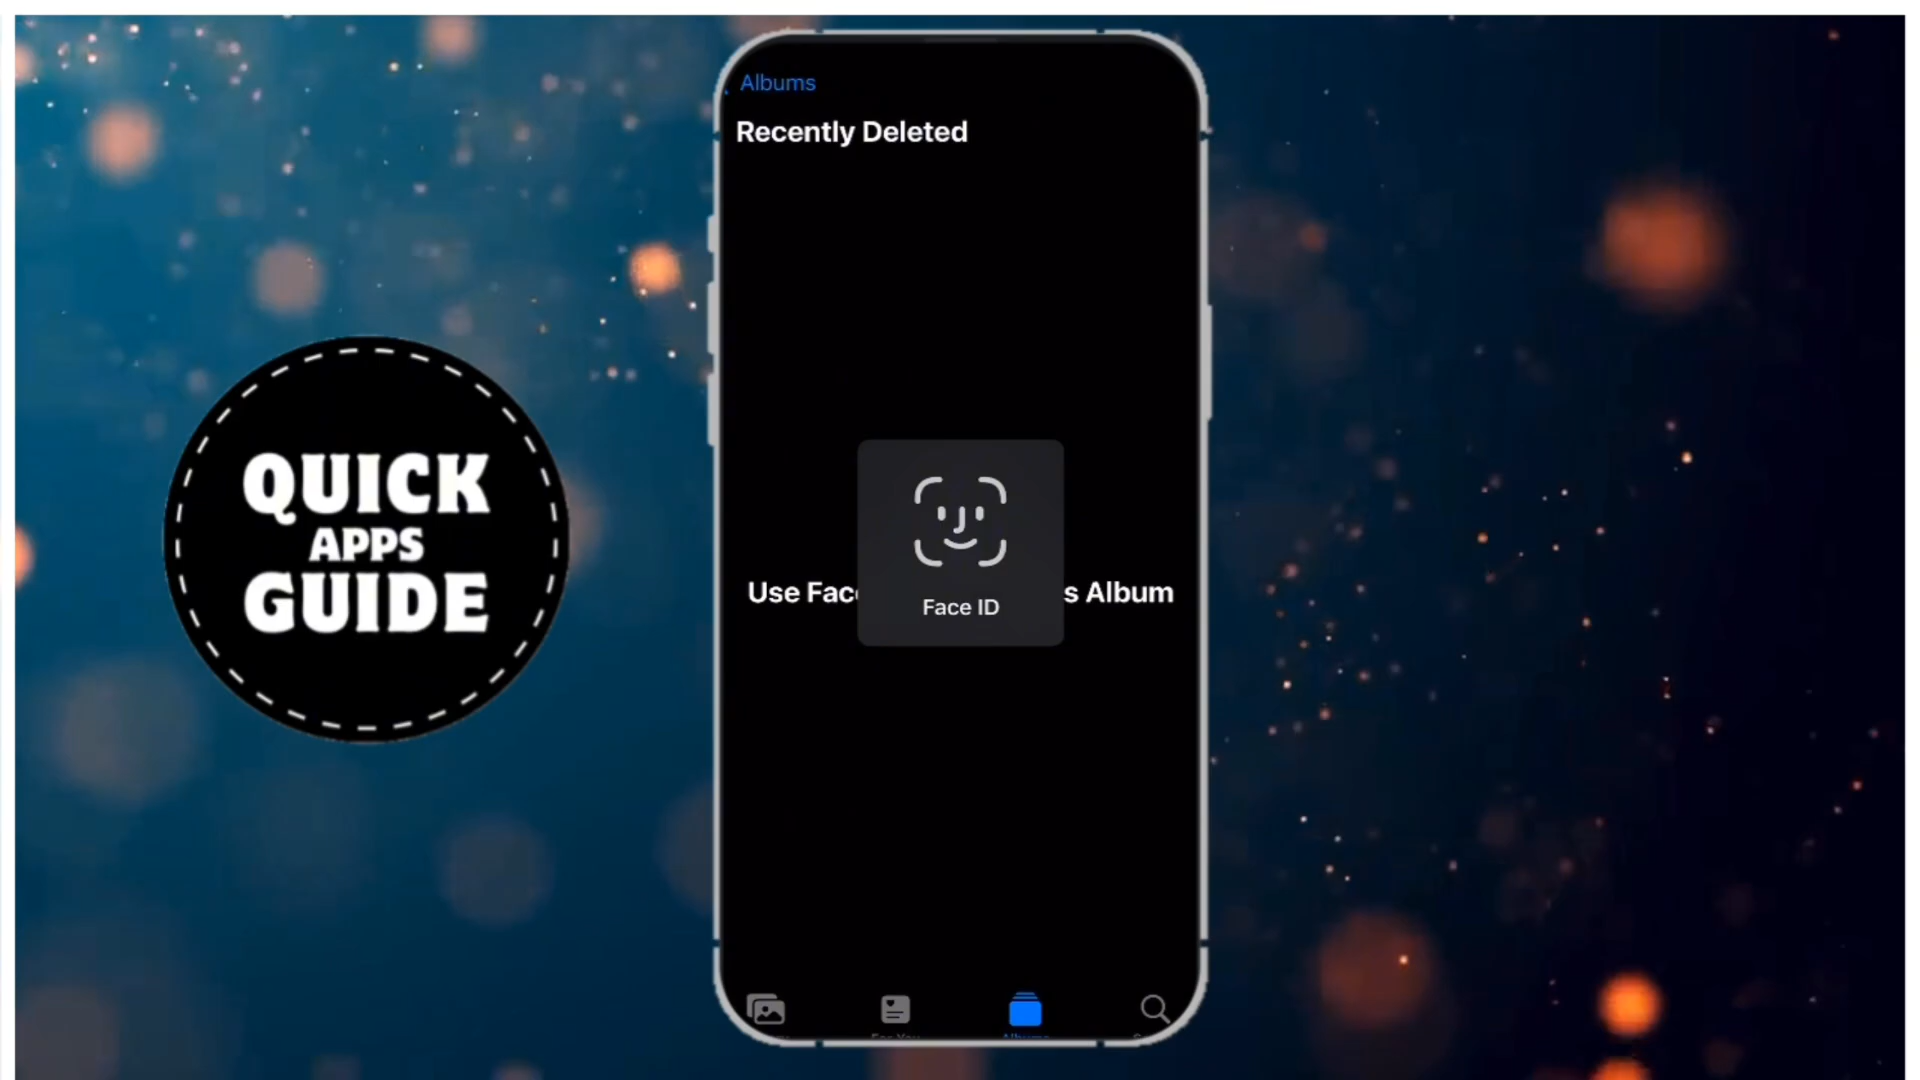 Albums
Recently Deleted
QUICK
APPS
GUIDE
Use Fac
s Album
Face ID